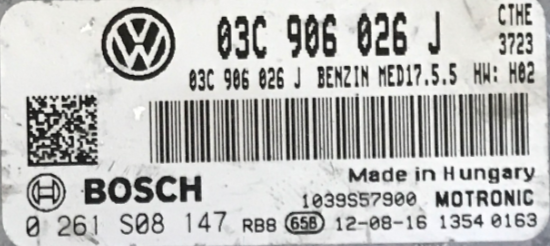 03C 906 026 J CTHE
3723
03C 906 026 J BENZIN MED17.5.5 HW: H02
Made in Hungary
BOSCH 1039S57900 MOTRONIC
0 261 S08 147 RB8 658 12-08-16 1354 0163